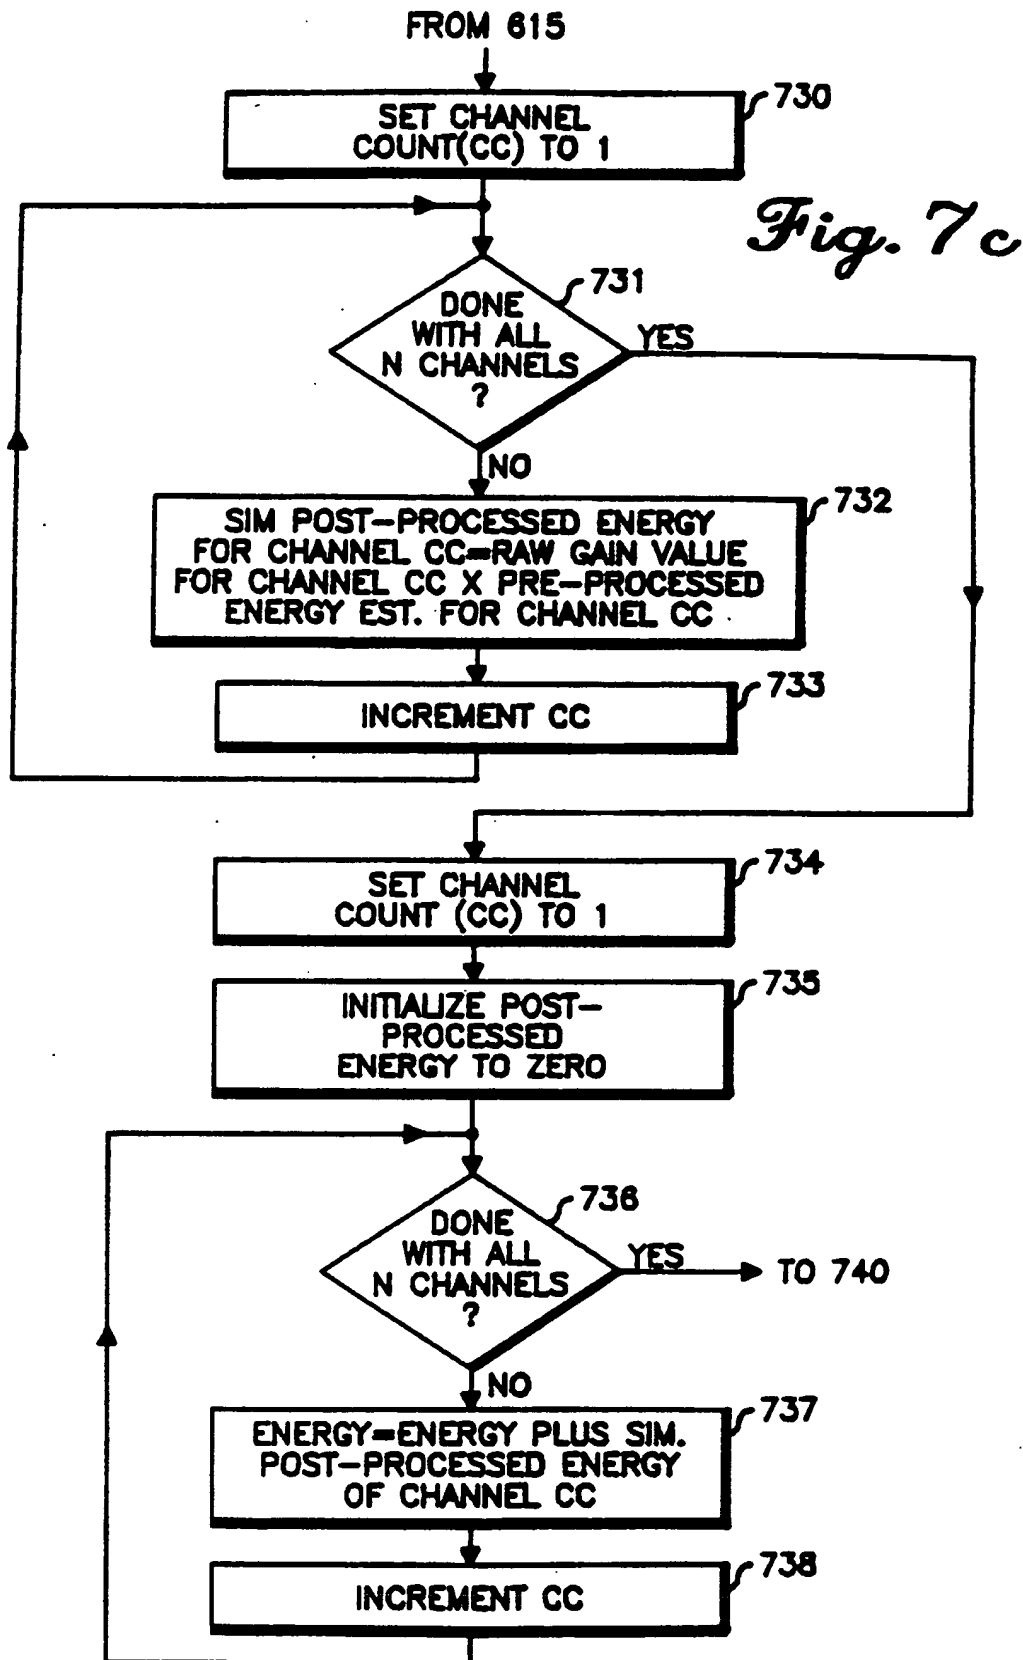 FROM 615
730
SET CHANNEL
COUNT(CC) TO 1
Fig. 7c
731
DONE
WITH ALL
N CHANNELS
?
YES
NO
732
SIM POST-PROCESSED ENERGY
FOR CHANNEL CC=RAW GAIN VALUE
FOR CHANNEL CC X PRE-PROCESSED
ENERGY EST. FOR CHANNEL CC
733
INCREMENT CC
734
SET CHANNEL
COUNT (CC) TO 1
735
INITIALIZE POST-
PROCESSED
ENERGY TO ZERO
736
DONE
WITH ALL
N CHANNELS
?
YES
TO 740
NO
737
ENERGY=ENERGY PLUS SIM.
POST-PROCESSED ENERGY
OF CHANNEL CC
738
INCREMENT CC